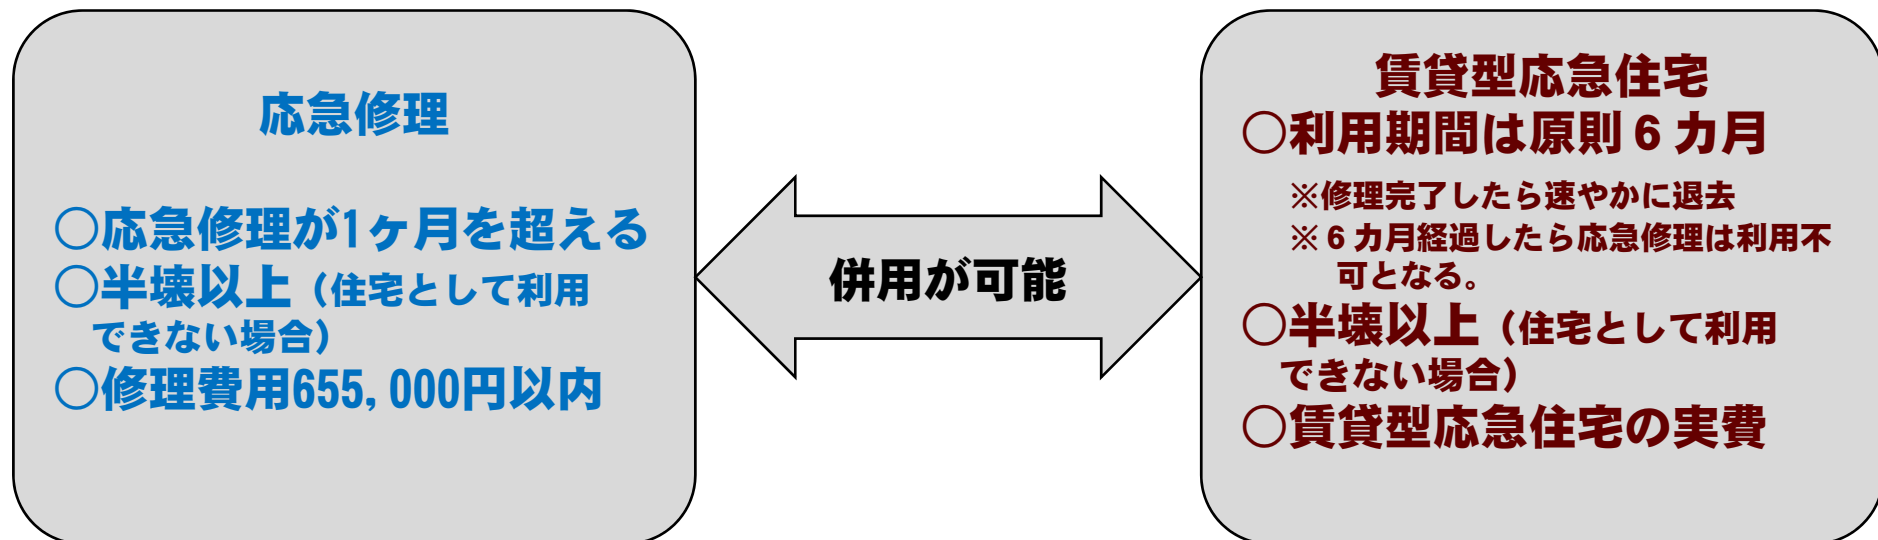 応急修理
○応急修理が1ヶ月を超える
○半壊以上（住宅として利用
できない場合）
○修理費用655,000円以内
併用が可能
賃貸型応急住宅
○利用期間は原則６カ月
※修理完了したら速やかに退去
※６カ月経過したら応急修理は利用不
可となる。
○半壊以上（住宅として利用
できない場合）
○賃貸型応急住宅の実費